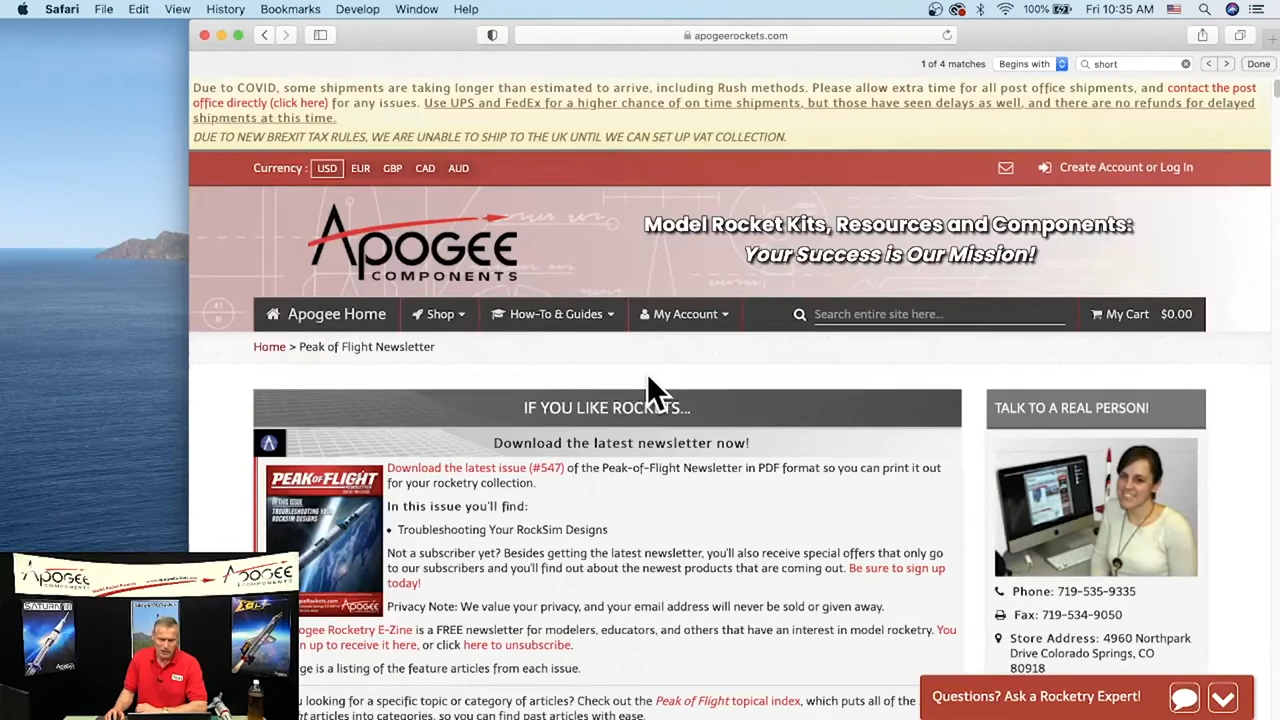 Safari File Edit View History Bookmarks Develop Window Help 100% Fri 10:35 AM
apogeerockets.com
1 of 4 matches Begins with short Done
Due to COVID, some shipments are taking longer than estimated to arrive, including Rush methods. Please allow extra time for all post office shipments, and contact the post
office directly (click here) for any issues. Use UPS and FedEx for a higher chance of on time shipments, but those have seen delays as well, and there are no refunds for delayed
shipments at this time.
DUE TO NEW BREXIT TAX RULES, WE ARE UNABLE TO SHIP TO THE UK UNTIL WE CAN SET UP VAT COLLECTION.
Currency : USD EUR GBP CAD AUD Create Account or Log In
APOGEE
COMPONENTS
Model Rocket Kits, Resources and Components:
Your Success is Our Mission!
Apogee Home Shop How-To & Guides My Account Search entire site here... My Cart $0.00
Home > Peak of Flight Newsletter
IF YOU LIKE ROCKETS...
Download the latest newsletter now!
PEAK OF FLIGHT
NEWSLETTER
IN THIS ISSUE
TROUBLESHOOTING YOUR
ROCKSIM DESIGNS
APOGEE
Download the latest issue (#547) of the Peak-of-Flight Newsletter in PDF format so you can print it out
for your rocketry collection.
In this issue you'll find:
• Troubleshooting Your RockSim Designs
Not a subscriber yet? Besides getting the latest newsletter, you'll also receive special offers that only go
to our subscribers and you'll find out about the newest products that are coming out. Be sure to sign up
today!
Privacy Note: We value your privacy, and your email address will never be sold or given away.
ogee Rocketry E-Zine is a FREE newsletter for modelers, educators, and others that have an interest in model rocketry. You
n up to receive it here, or click here to unsubscribe.
ge is a listing of the feature articles from each issue.
u looking for a specific topic or category of articles? Check out the Peak of Flight topical index, which puts all of the
articles into categories, so you can find past articles with ease.
TALK TO A REAL PERSON!
Phone: 719-535-9335
Fax: 719-534-9050
Store Address: 4960 Northpark
Drive Colorado Springs, CO
80918
Questions? Ask a Rocketry Expert!
APOGEE
COMPONENTS
APOGEE
COMPONENTS
SATURN